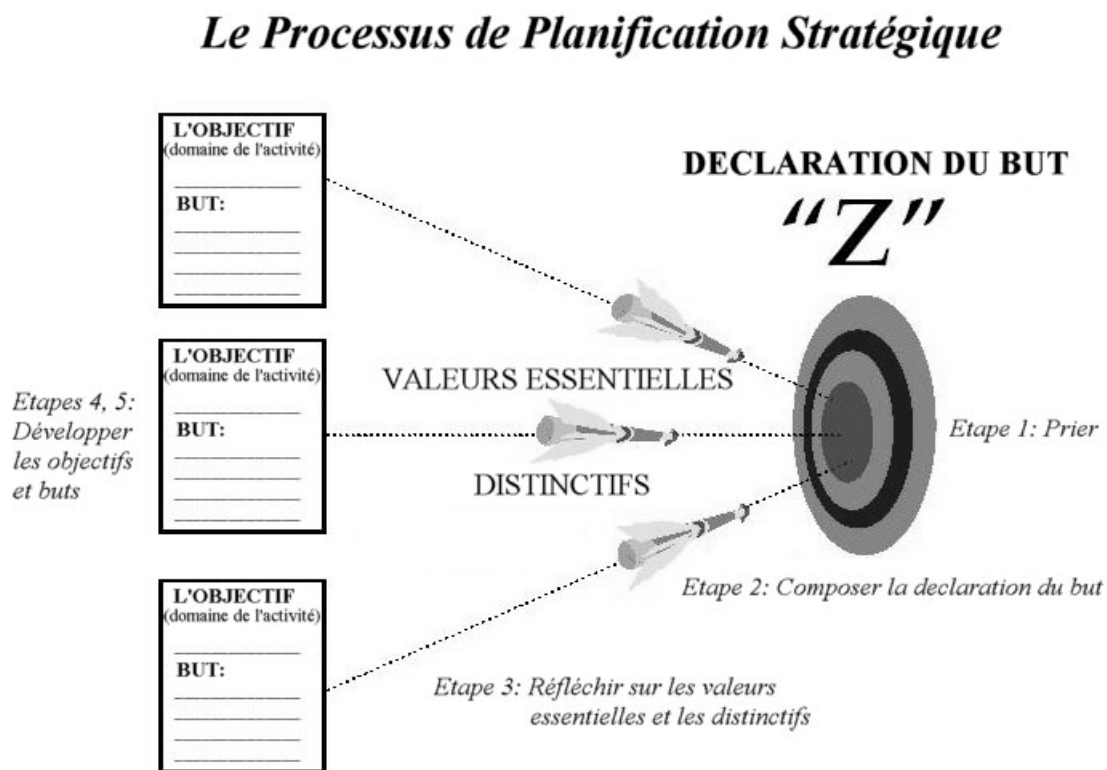 Le Processus de Planification Stratégique
L'OBJECTIF
(domaine de l'activité)
BUT:
DECLARATION DU BUT
“Z”
L'OBJECTIF
(domaine de l'activité)
BUT:
VALEURS ESSENTIELLES
DISTINCTIFS
Etapes 4, 5:
Développer
les objectifs
et buts
Etape 1: Prier
Etape 2: Composer la declaration du but
L'OBJECTIF
(domaine de l'activité)
BUT:
Etape 3: Réfléchir sur les valeurs
essentielles et les distinctifs